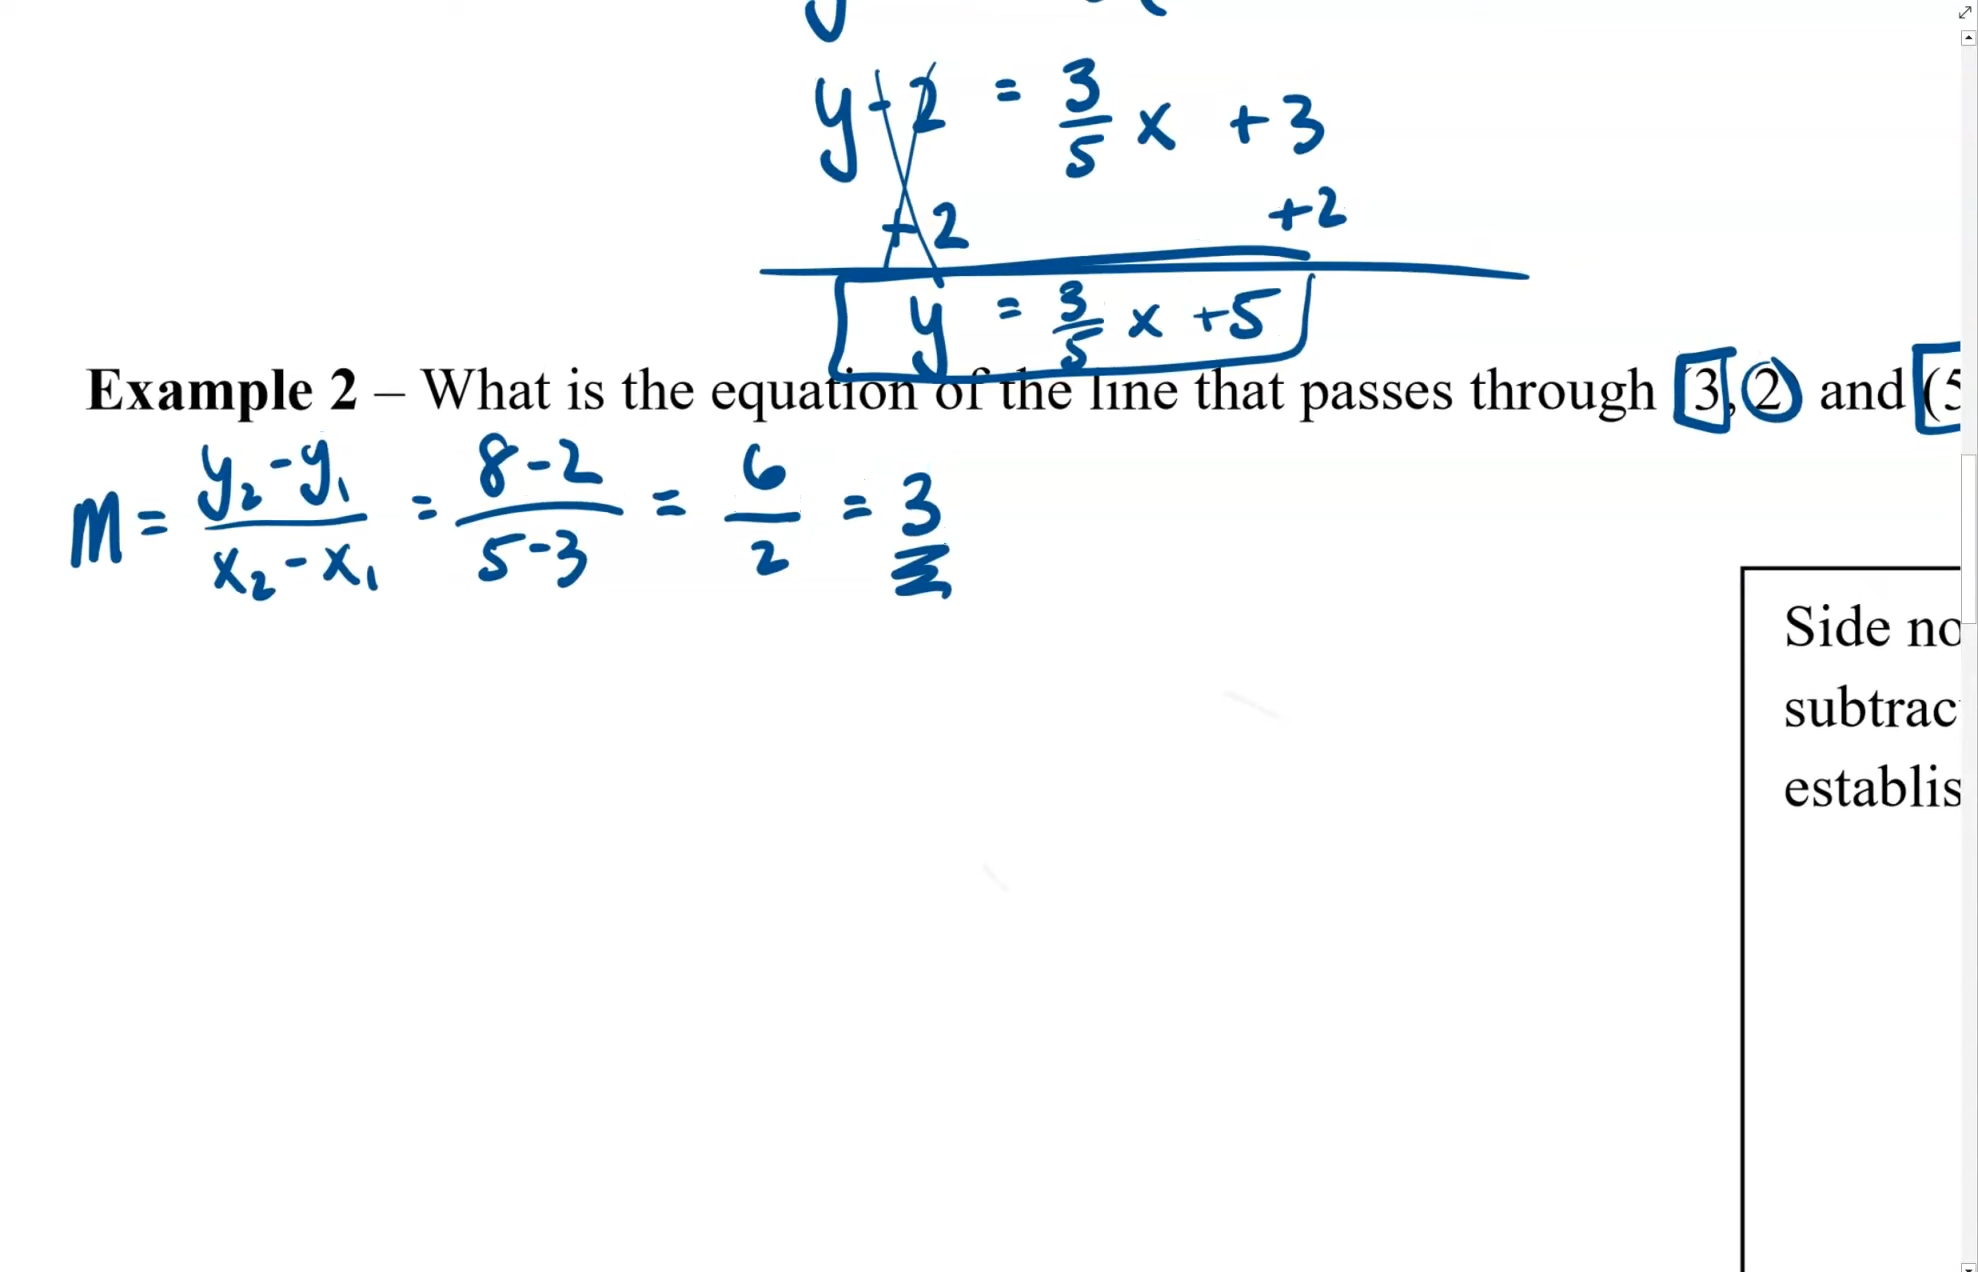 y - 2 = 3/5 x + 3
+ 2 + 2
y = 3/5 x + 5
Example 2 – What is the equation of the line that passes through (3, 2) and (5
m = y₂ - y₁ / x₂ - x₁ = 8 - 2 / 5 - 3 = 6 / 2 = 3
Side no
subtrac
establis